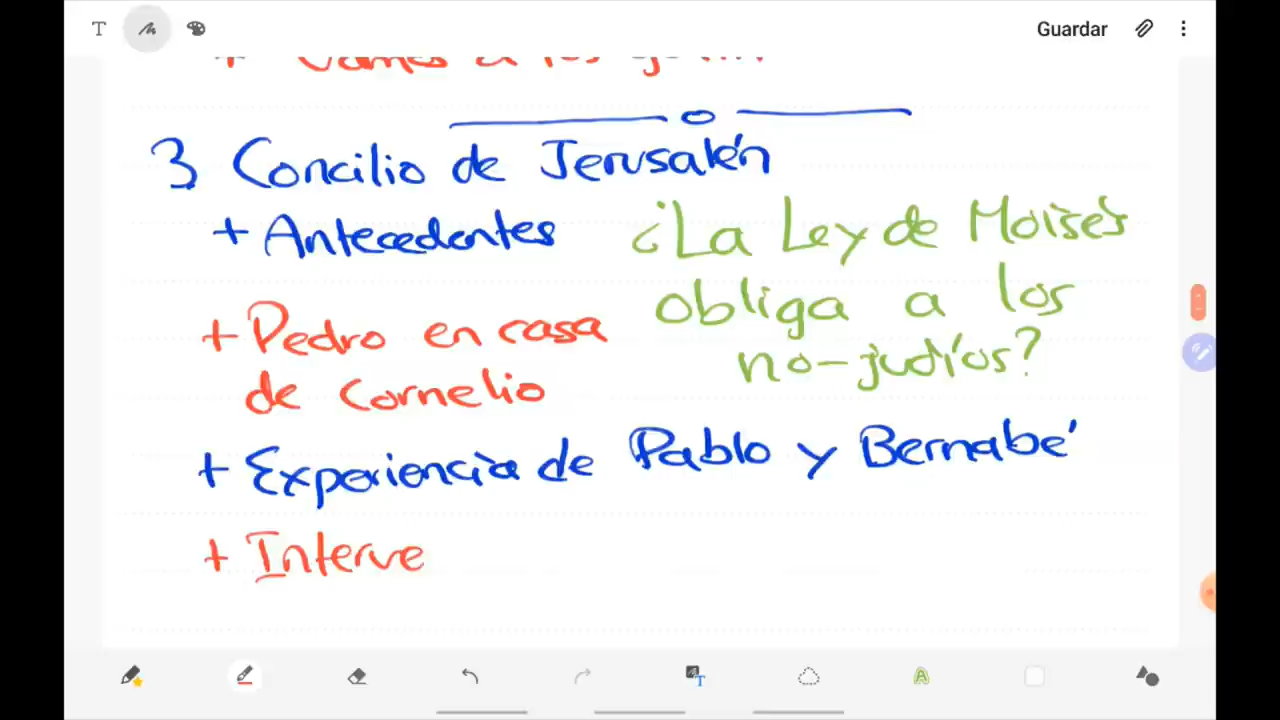 Guardar
3 Concilio de Jerusalén
+ Antecedentes
¿La Ley de Moisés
obliga a los
no-judíos?
+ Pedro en casa
de Cornelio
+ Experiencia de Pablo y Bernabé
+ Interve